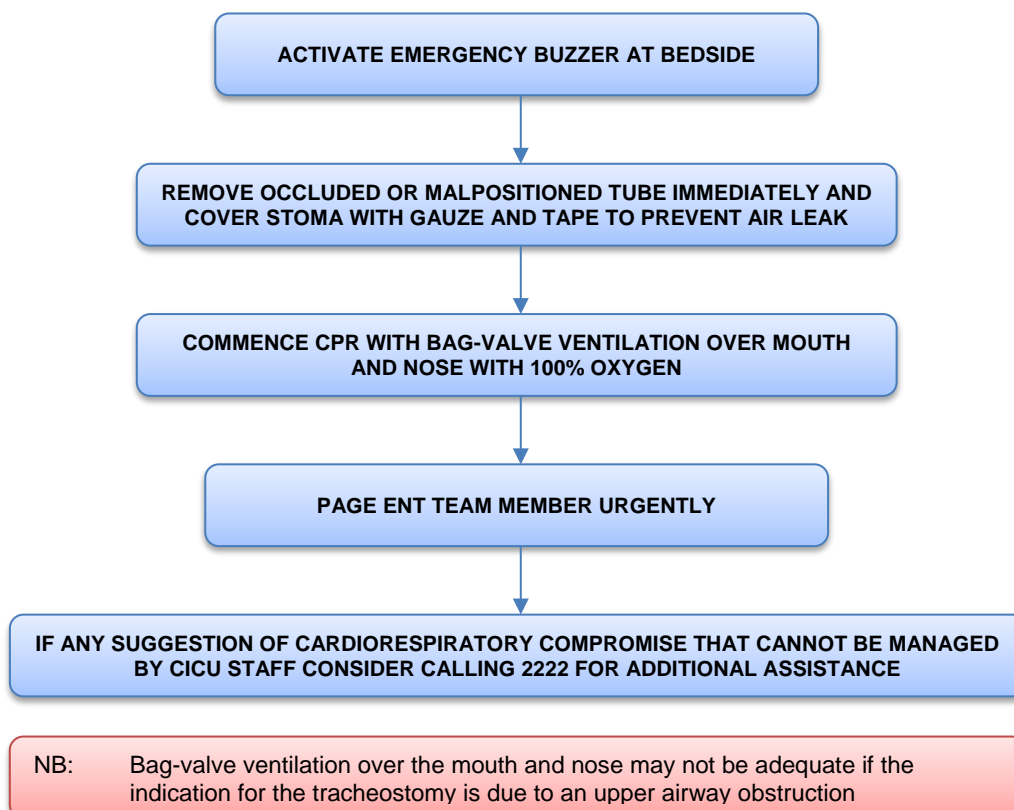 ACTIVATE EMERGENCY BUZZER AT BEDSIDE
REMOVE OCCLUDED OR MALPOSITIONED TUBE IMMEDIATELY AND
COVER STOMA WITH GAUZE AND TAPE TO PREVENT AIR LEAK
COMMENCE CPR WITH BAG-VALVE VENTILATION OVER MOUTH
AND NOSE WITH 100% OXYGEN
PAGE ENT TEAM MEMBER URGENTLY
IF ANY SUGGESTION OF CARDIORESPIRATORY COMPROMISE THAT CANNOT BE MANAGED
BY CICU STAFF CONSIDER CALLING 2222 FOR ADDITIONAL ASSISTANCE
NB: Bag-valve ventilation over the mouth and nose may not be adequate if the
indication for the tracheostomy is due to an upper airway obstruction